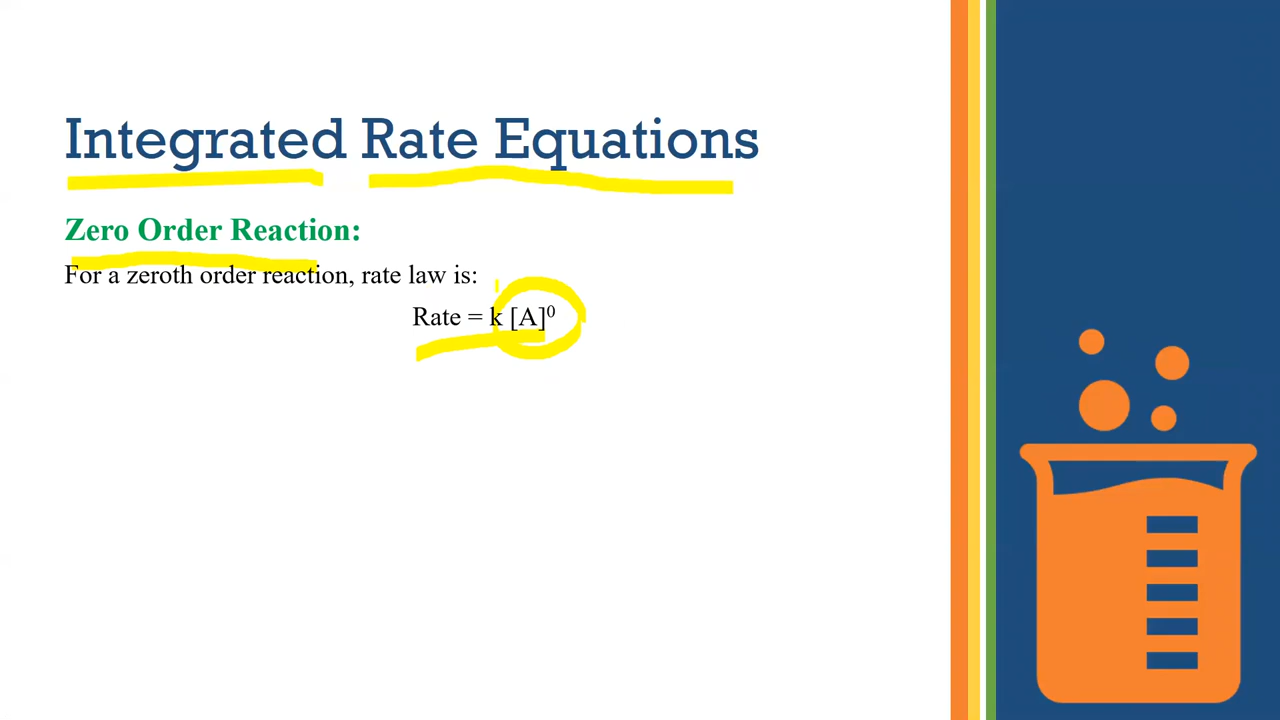 Integrated Rate Equations
Zero Order Reaction:
For a zeroth order reaction, rate law is:
Rate = k [A]⁰